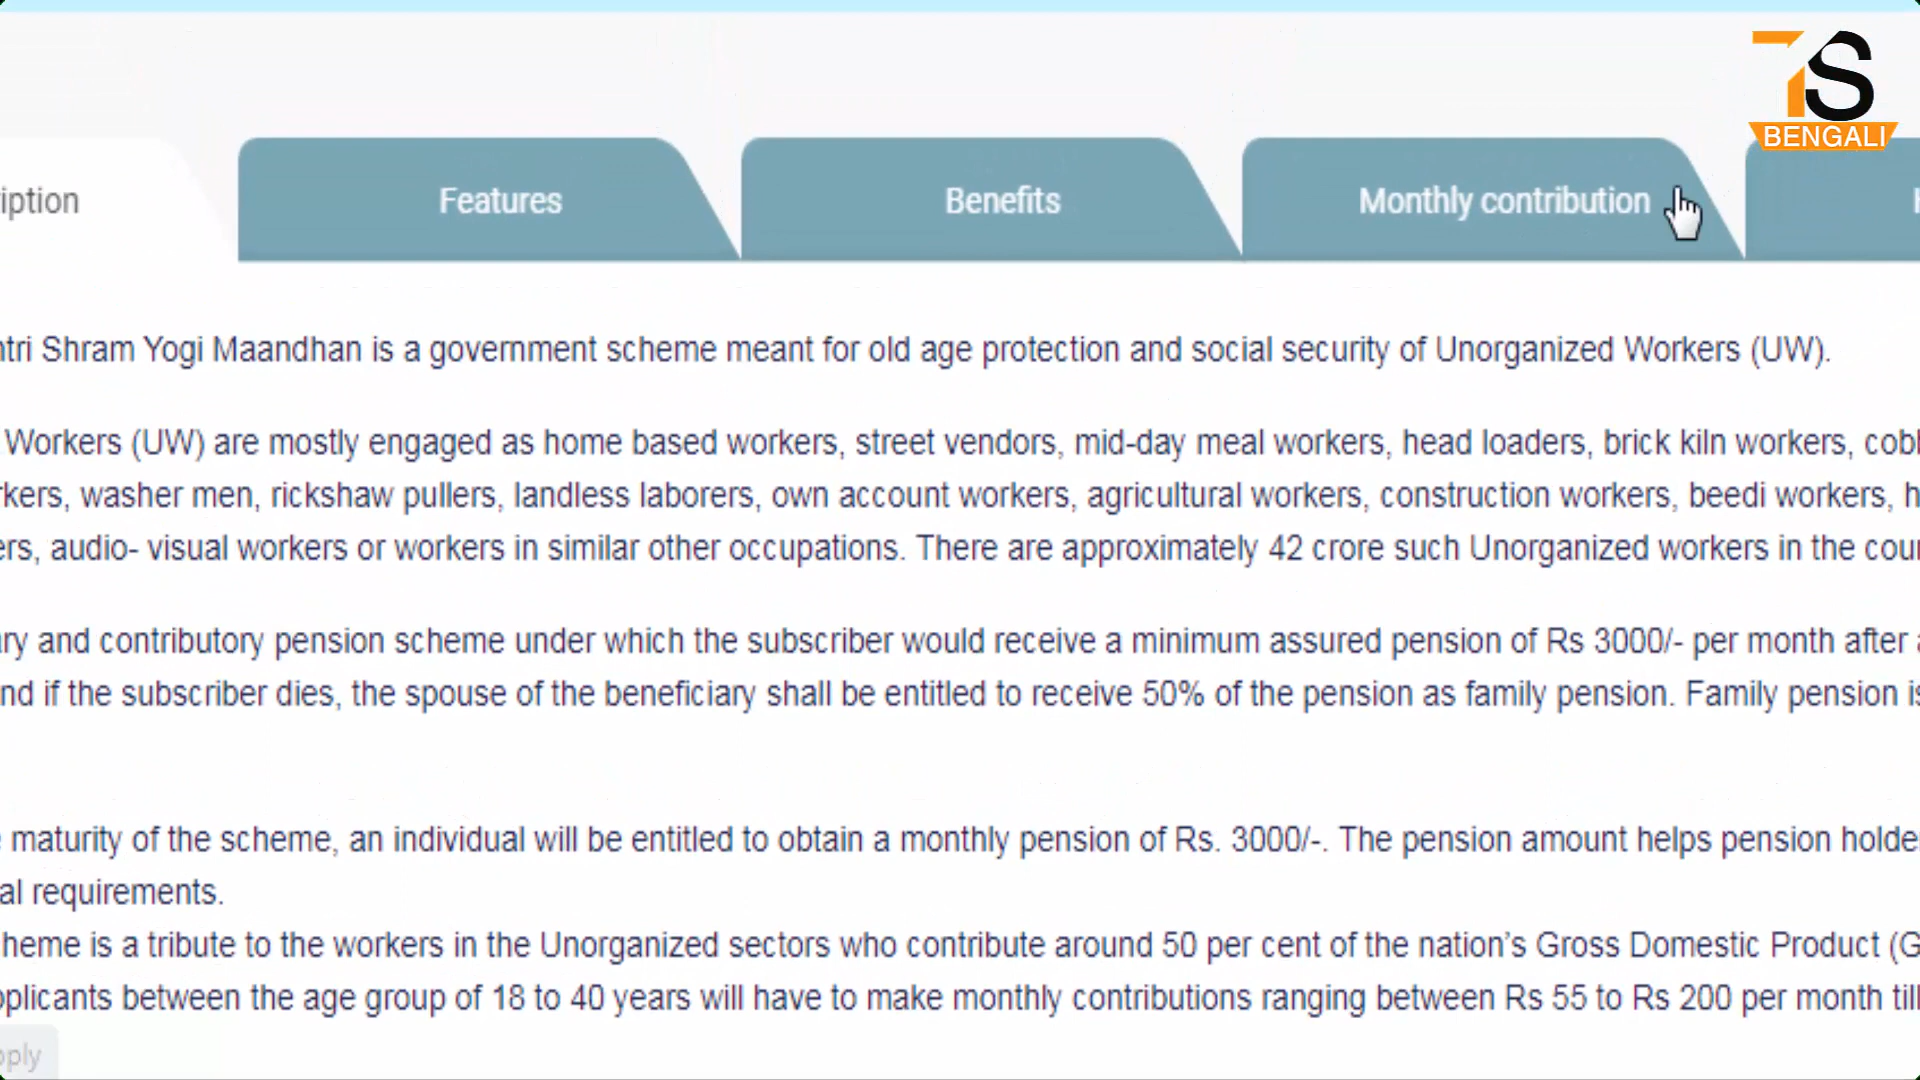 7S
BENGALI
iption
Features
Benefits
Monthly contribution
ntri Shram Yogi Maandhan is a government scheme meant for old age protection and social security of Unorganized Workers (UW).
Workers (UW) are mostly engaged as home based workers, street vendors, mid-day meal workers, head loaders, brick kiln workers, cobb
rkers, washer men, rickshaw pullers, landless laborers, own account workers, agricultural workers, construction workers, beedi workers, h
ers, audio- visual workers or workers in similar other occupations. There are approximately 42 crore such Unorganized workers in the cou
ary and contributory pension scheme under which the subscriber would receive a minimum assured pension of Rs 3000/- per month after a
nd if the subscriber dies, the spouse of the beneficiary shall be entitled to receive 50% of the pension as family pension. Family pension is
e maturity of the scheme, an individual will be entitled to obtain a monthly pension of Rs. 3000/-. The pension amount helps pension holde
al requirements.
heme is a tribute to the workers in the Unorganized sectors who contribute around 50 per cent of the nation’s Gross Domestic Product (G
pplicants between the age group of 18 to 40 years will have to make monthly contributions ranging between Rs 55 to Rs 200 per month till
pply